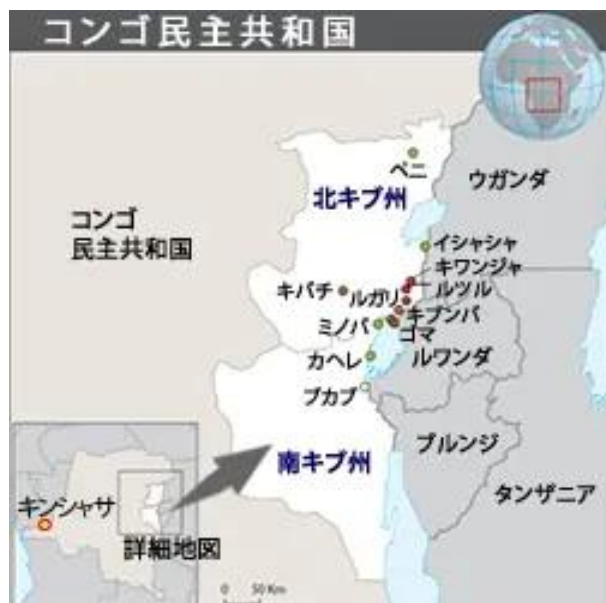 コンゴ民主共和国
ベニ
ウガンダ
北キブ州
コンゴ
民主共和国
イシャシャ
キワンジャ
キバチ
ルガリ
ルツル
キブンバ
ミノバ
ゴマ
カヘレ
ルワンダ
ブカブ
ブルンジ
南キブ州
タンザニア
キンシャサ
詳細地図
0 50 Km